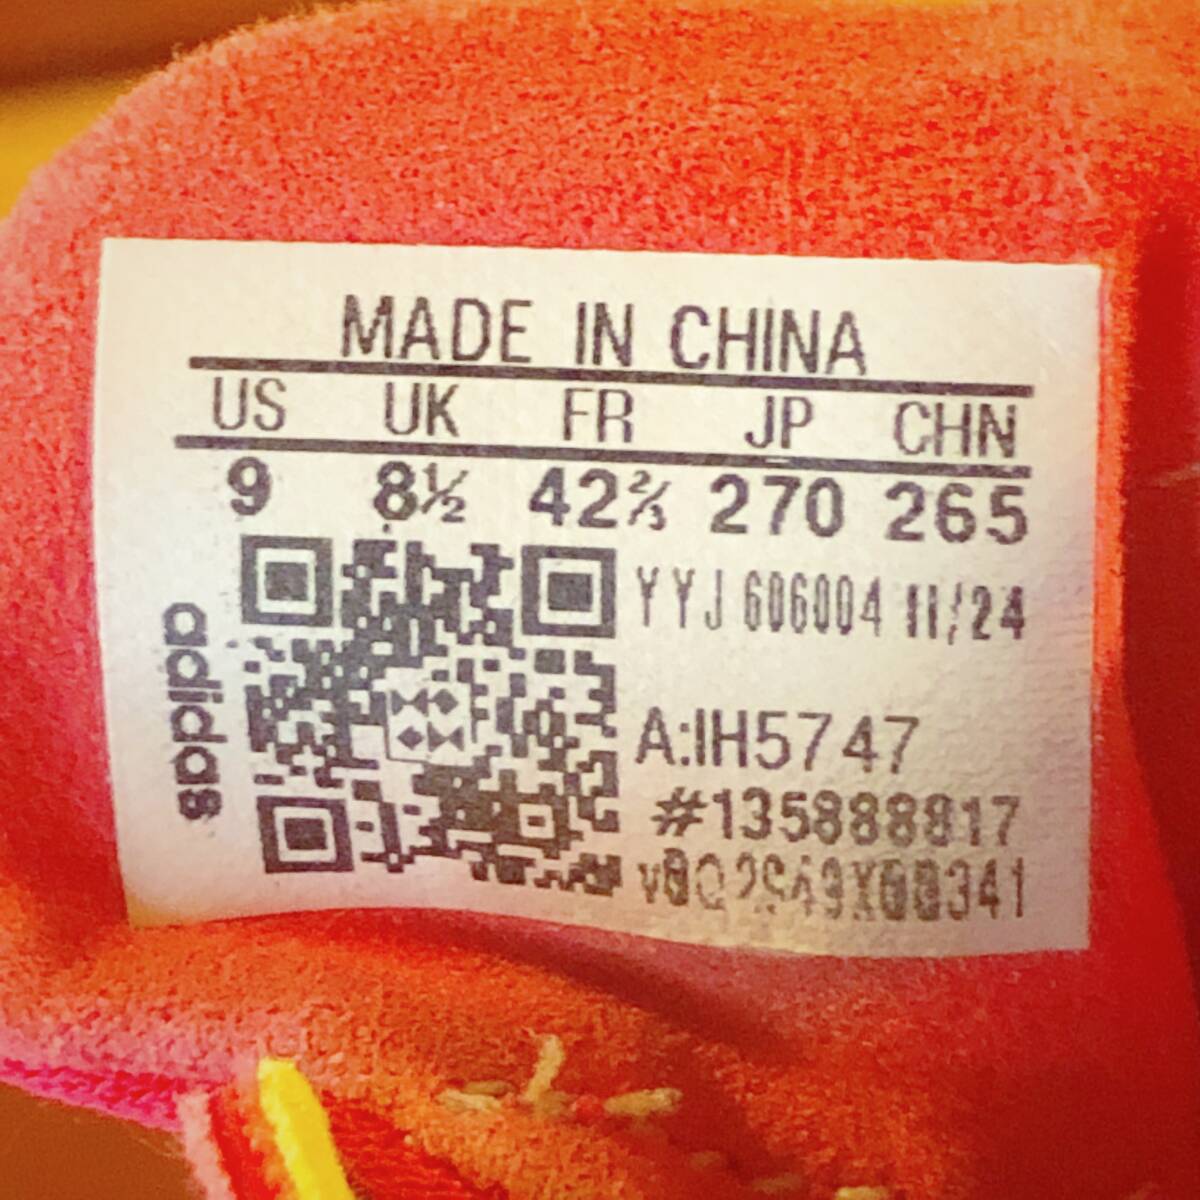 MADE IN CHINA
US UK FR JP CHN
9 8½ 42⅔ 270 265
YYJ 606004 11/24
adidas
A:IH5747
#135888817